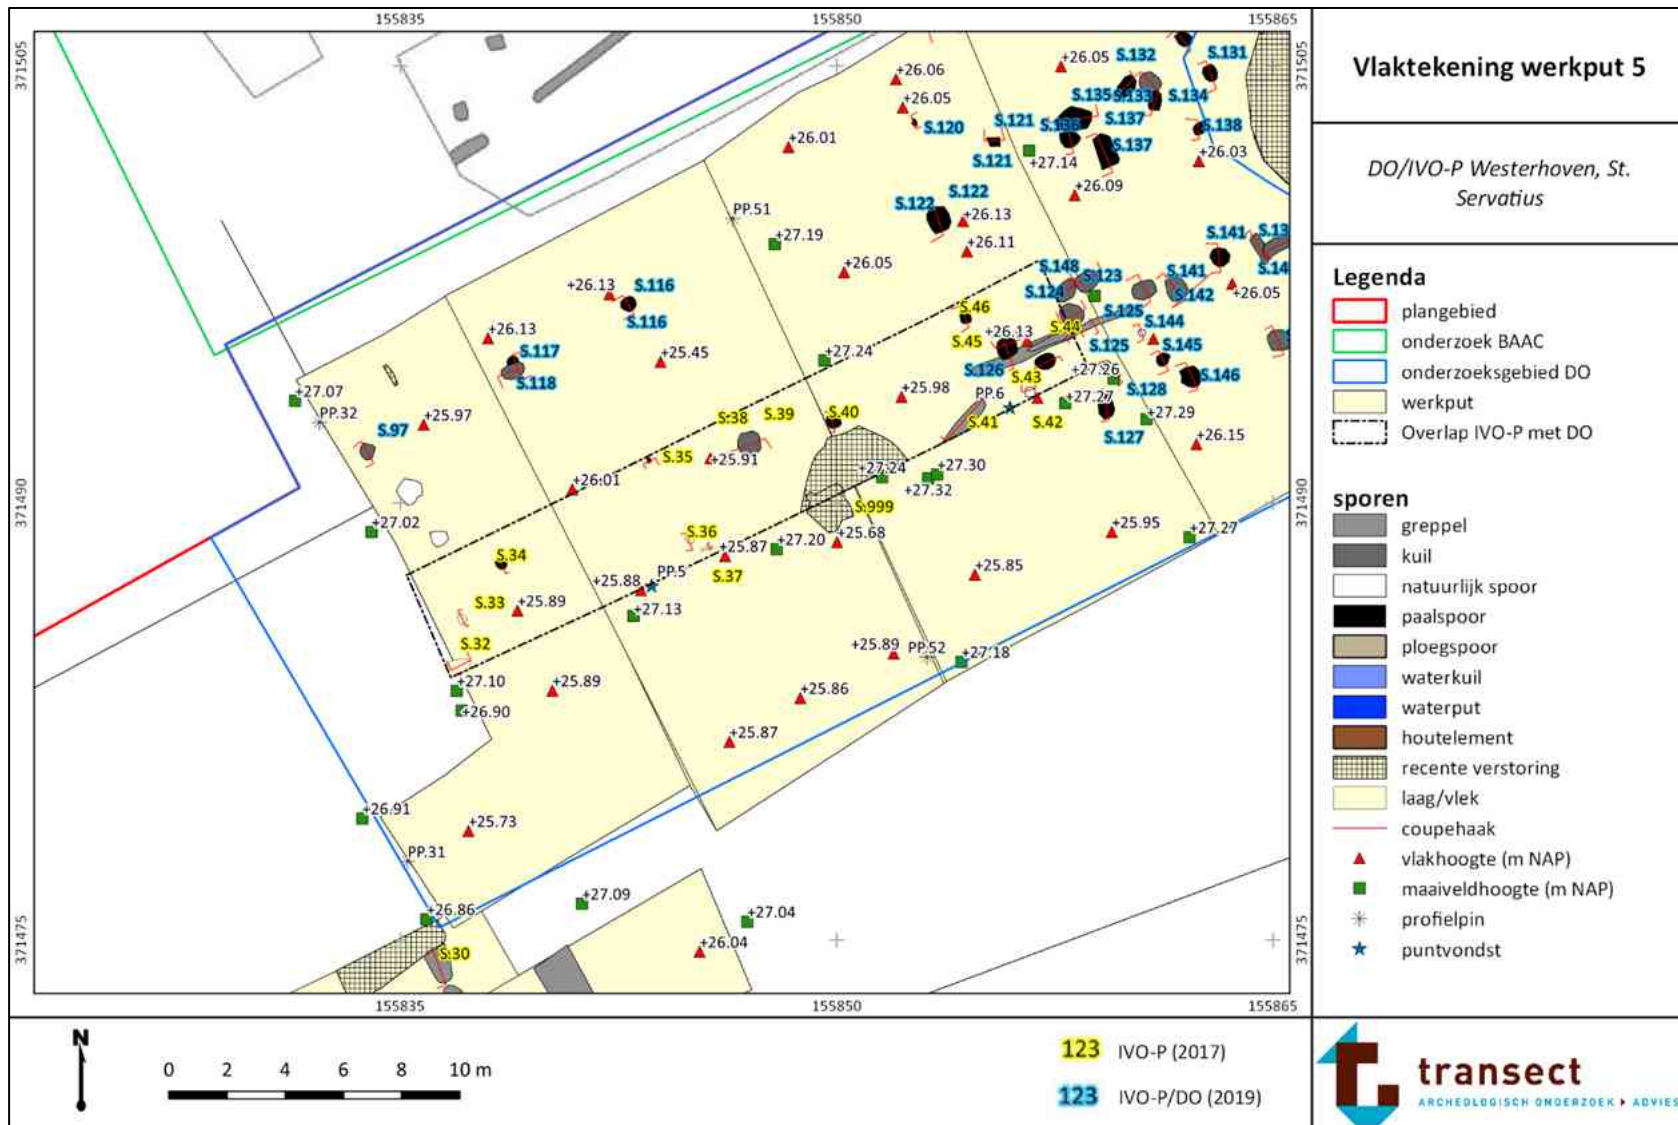 155835
155850
155865
371505
371505
371490
371490
371475
371475
155835
155850
155865
+26.06
+26.05
+26.05
S.132
S.131
S.135
S.133
S.134
S.120
S.121
S.137
S.138
+26.01
S.121
S.137
+27.14
+26.03
+26.09
PP.51
S.122
S.122
+26.13
+27.19
+26.11
S.141
+26.05
S.148
S.123
S.141
+26.13
S.116
S.124
S.142
+26.05
S.116
S.46
S.125
+26.13
S.45
+26.13
S.44
S.144
S.117
+25.45
+27.24
S.125
S.145
S.118
S.126
+27.26
S.146
+27.07
S.43
S.128
PP.32
+25.98
PP.6
+27.27
+25.97
S.38
S.39
S.40
S.41
S.42
+27.29
S.97
S.127
S.35
+25.91
+26.15
+26.01
+27.24
+27.30
+27.32
S.999
+27.02
S.36
+25.95
+27.27
S.34
+25.87
+27.20
+25.68
S.37
+25.88
PP.5
+25.85
S.33
+25.89
+27.13
S.32
+25.89
PP.52
+27.18
+27.10
+25.89
+25.86
+26.90
+25.87
+26.91
+25.73
PP.31
+26.86
+27.09
+27.04
S.30
+26.04
Vlaktekening werkput 5
DO/IVO-P Westerhoven, St.
Servatius
Legenda
plangebied
onderzoek BAAC
onderzoeksgebied DO
werkput
Overlap IVO-P met DO
sporen
greppel
kuil
natuurlijk spoor
paalspoor
ploegspoor
waterkuil
waterput
houtelement
recente verstoring
laag/vlek
coupehaak
vlakhoogte (m NAP)
maaiveldhoogte (m NAP)
profielpin
puntvondst
N
0 2 4 6 8 10 m
123 IVO-P (2017)
123 IVO-P/DO (2019)
transect
ARCHEOLOGISCH ONDERZOEK ▸ ADVIES